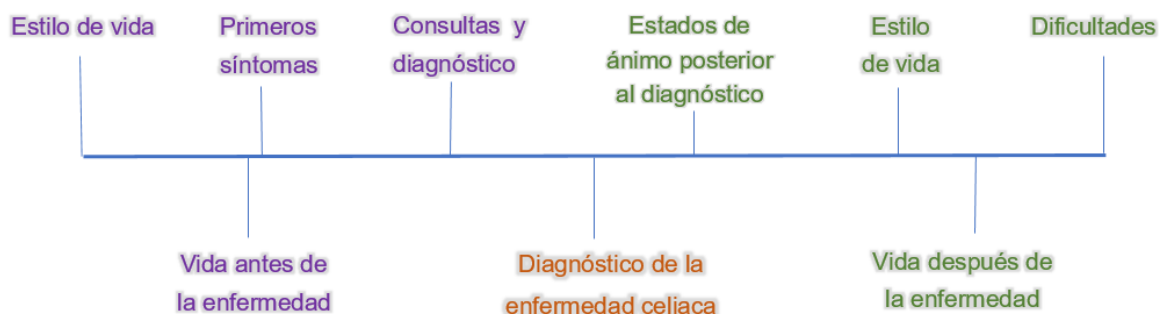 Estilo de vida
Primeros
síntomas
Consultas y
diagnóstico
Estados de
ánimo posterior
al diagnóstico
Estilo
de vida
Dificultades
Vida antes de
la enfermedad
Diagnóstico de la
enfermedad celiaca
Vida después de
la enfermedad